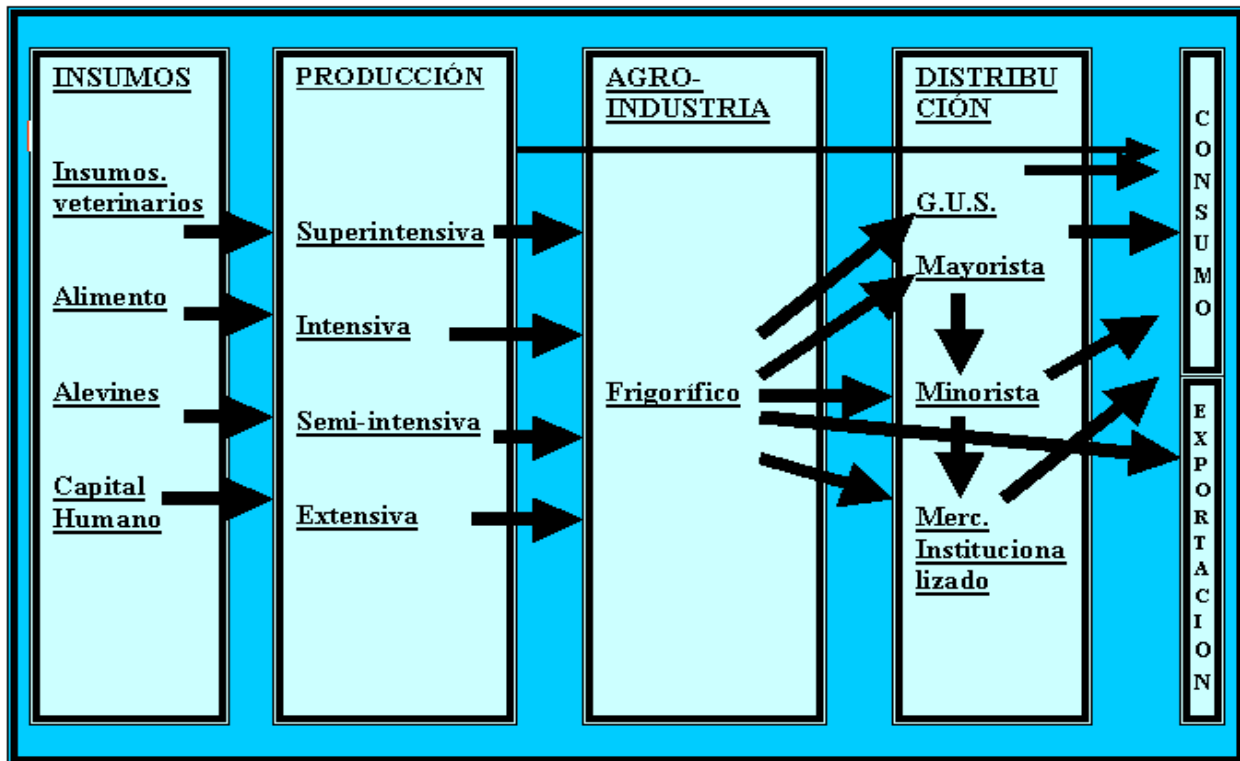 INSUMOS
Insumos.
veterinarios
Alimento
Alevines
Capital
Humano
PRODUCCIÓN
Superintensiva
Intensiva
Semi-intensiva
Extensiva
AGRO-
INDUSTRIA
Frigorífico
DISTRIBU
CIÓN
G.U.S.
Mayorista
Minorista
Merc.
Instituciona
lizado
CONSUMO
EXPORTACION